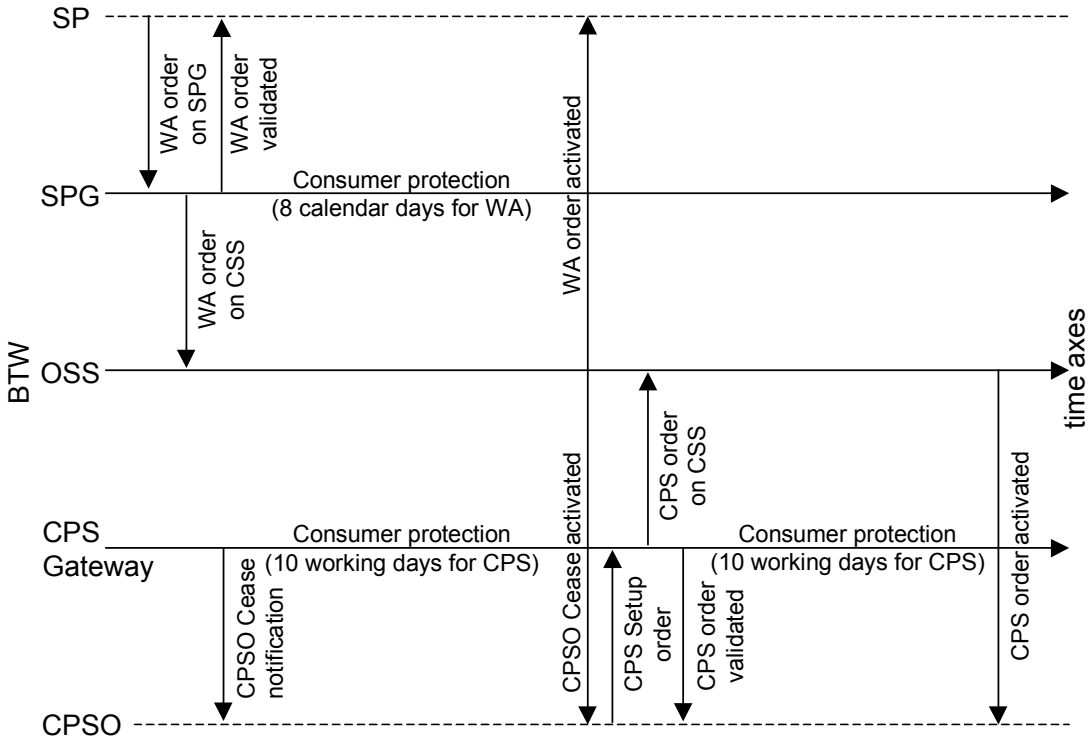 SP
WA order
on SPG
WA order
validated
WA order activated
SPG
Consumer protection
(8 calendar days for WA)
WA order
on CSS
BTW
OSS
time axes
CPSO Cease activated
CPS order
on CSS
CPS order activated
CPS
Gateway
Consumer protection
(10 working days for CPS)
Consumer protection
(10 working days for CPS)
CPSO Cease
notification
CPS Setup
order
CPS order
validated
CPSO